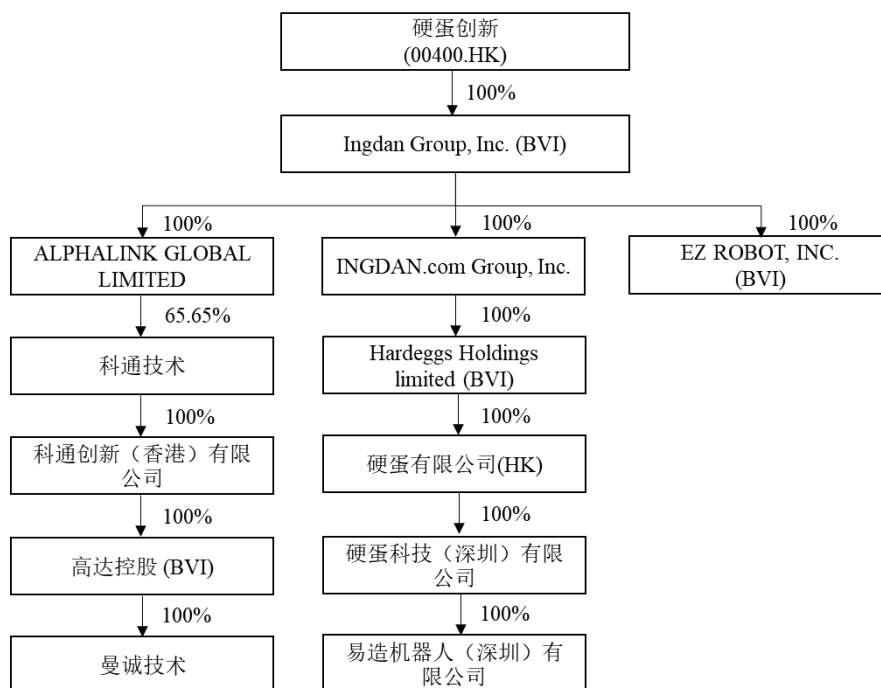 硬蛋创新
(00400.HK)
100%
Ingdan Group, Inc. (BVI)
100%
100%
100%
ALPHALINK GLOBAL
LIMITED
INGDAN.com Group, Inc.
EZ ROBOT, INC.
(BVI)
65.65%
100%
科通技术
Hardeggs Holdings
limited (BVI)
100%
100%
科通创新（香港）有限
公司
硬蛋有限公司(HK)
100%
100%
高达控股 (BVI)
硬蛋科技（深圳）有限
公司
100%
100%
曼诚技术
易造机器人（深圳）有
限公司